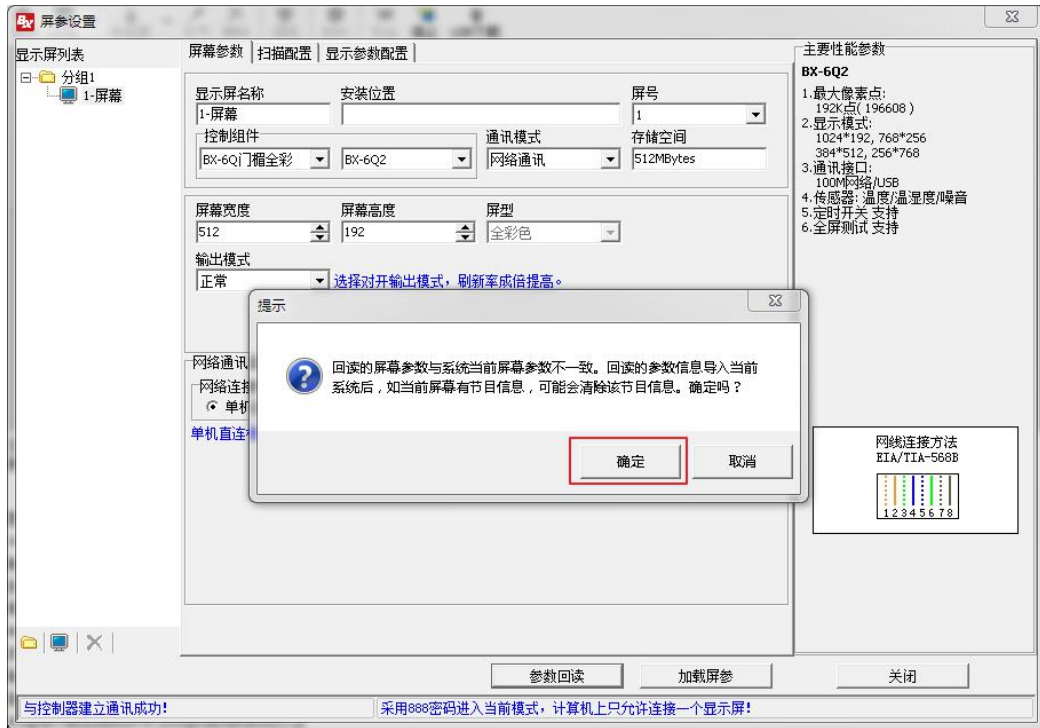 BX 屏参设置
显示屏列表
分组1
1-屏幕
屏幕参数 扫描配置 显示参数配置
显示屏名称 安装位置 屏号
1-屏幕 1
控制组件 通讯模式 存储空间
BX-6Q门楣全彩 BX-6Q2 网络通讯 512MBytes
屏幕宽度 屏幕高度 屏型
512 192 全彩色
输出模式
正常 选择对开输出模式，刷新率成倍提高。
网络通讯
网络连接
单机
单机直连
提示
回读的屏幕参数与系统当前屏幕参数不一致。回读的参数信息导入当前
系统后，如当前屏幕有节目信息，可能会清除该节目信息。确定吗？
确定 取消
主要性能参数
BX-6Q2
1.最大像素点:
192K点( 196608 )
2.显示模式:
1024*192, 768*256
384*512, 256*768
3.通讯接口:
100M网络/USB
4.传感器: 温度/温湿度/噪音
5.定时开关 支持
6.全屏测试 支持
网线连接方法
EIA/TIA-568B
1 2 3 4 5 6 7 8
参数回读 加载屏参 关闭
与控制器建立通讯成功! 采用888密码进入当前模式，计算机上只允许连接一个显示屏!